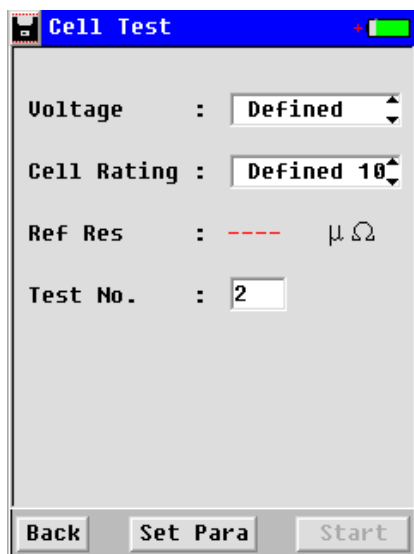 Cell Test
Voltage : Defined
Cell Rating : Defined 10
Ref Res : ---- μΩ
Test No. : 2
Back Set Para Start